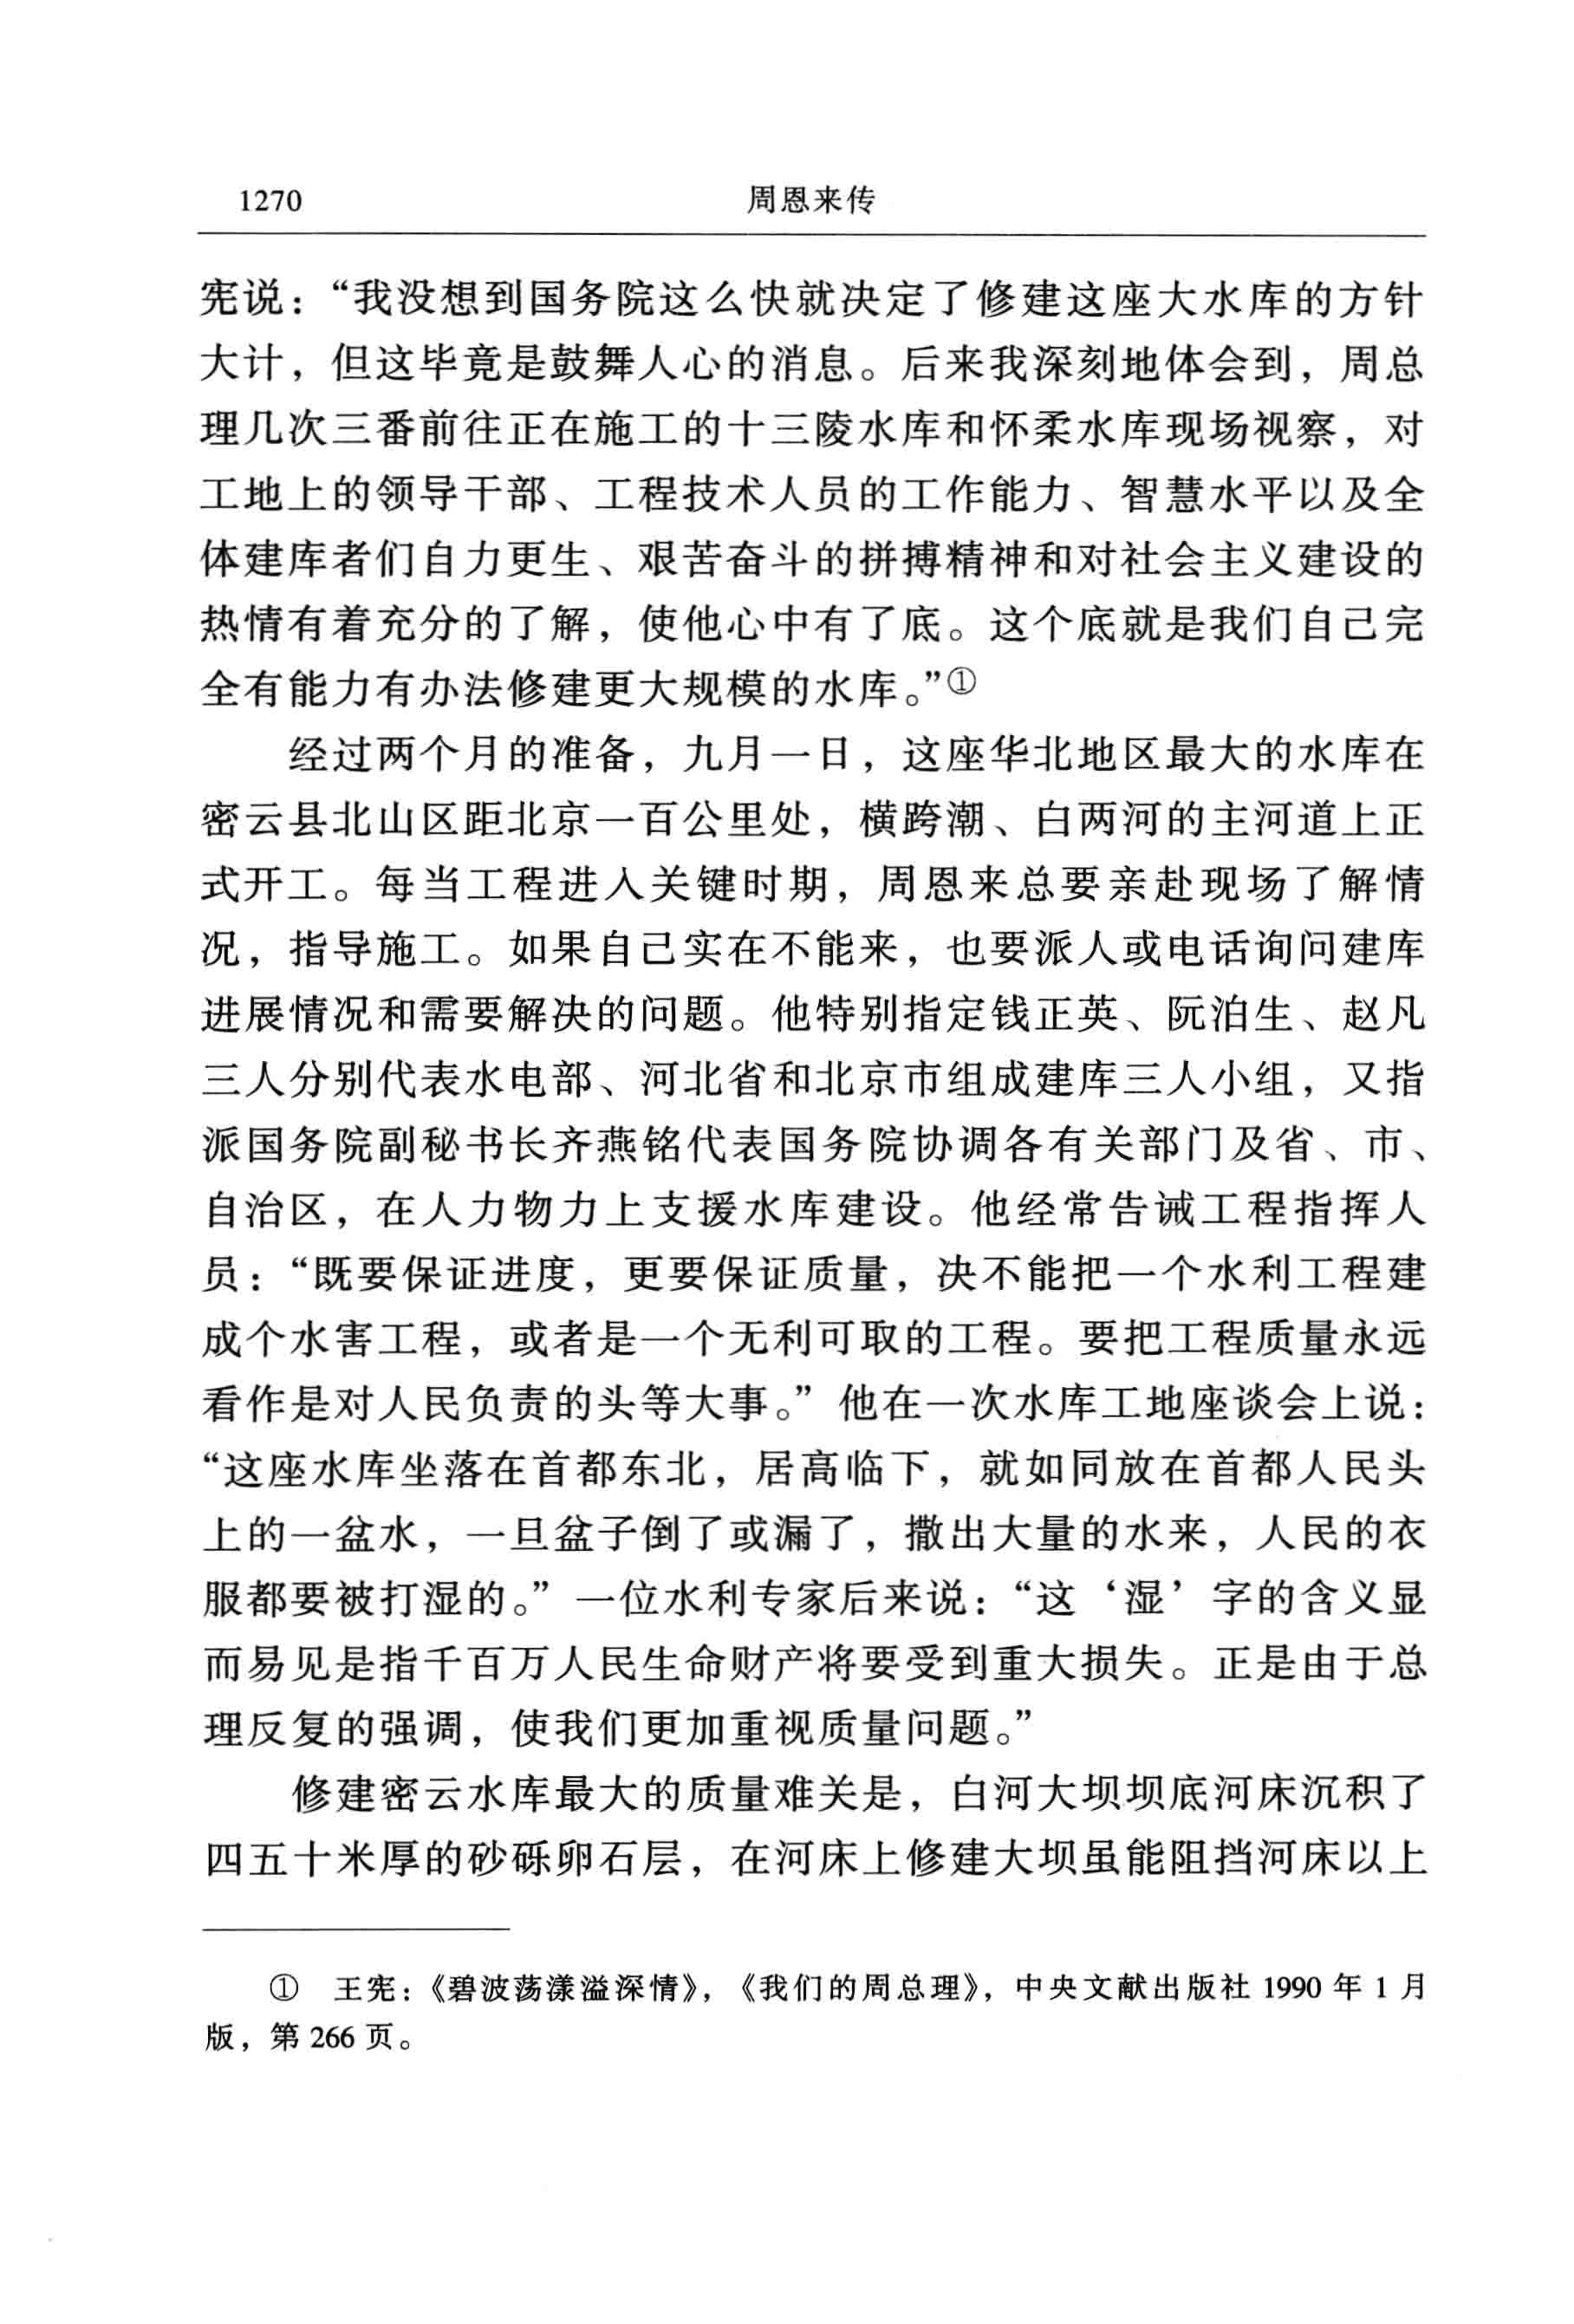 1270 周恩来传
宪说：“我没想到国务院这么快就决定了修建这座大水库的方针
大计，但这毕竟是鼓舞人心的消息。后来我深刻地体会到，周总
理几次三番前往正在施工的十三陵水库和怀柔水库现场视察，对
工地上的领导干部、工程技术人员的工作能力、智慧水平以及全
体建库者们自力更生、艰苦奋斗的拼搏精神和对社会主义建设的
热情有着充分的了解，使他心中有了底。这个底就是我们自己完
全有能力有办法修建更大规模的水库。”①
经过两个月的准备，九月一日，这座华北地区最大的水库在
密云县北山区距北京一百公里处，横跨潮、白两河的主河道上正
式开工。每当工程进入关键时期，周恩来总要亲赴现场了解情
况，指导施工。如果自己实在不能来，也要派人或电话询问建库
进展情况和需要解决的问题。他特别指定钱正英、阮泊生、赵凡
三人分别代表水电部、河北省和北京市组成建库三人小组，又指
派国务院副秘书长齐燕铭代表国务院协调各有关部门及省、市、
自治区，在人力物力上支援水库建设。他经常告诫工程指挥人
员：“既要保证进度，更要保证质量，决不能把一个水利工程建
成个水害工程，或者是一个无利可取的工程。要把工程质量永远
看作是对人民负责的头等大事。”他在一次水库工地座谈会上说：
“这座水库坐落在首都东北，居高临下，就如同放在首都人民头
上的一盆水，一旦盆子倒了或漏了，撒出大量的水来，人民的衣
服都要被打湿的。”一位水利专家后来说：“这‘湿’字的含义显
而易见是指千百万人民生命财产将要受到重大损失。正是由于总
理反复的强调，使我们更加重视质量问题。”
修建密云水库最大的质量难关是，白河大坝坝底河床沉积了
四五十米厚的砂砾卵石层，在河床上修建大坝虽能阻挡河床以上
① 王宪：《碧波荡漾溢深情》，《我们的周总理》，中央文献出版社 1990 年 1 月
版，第 266 页。